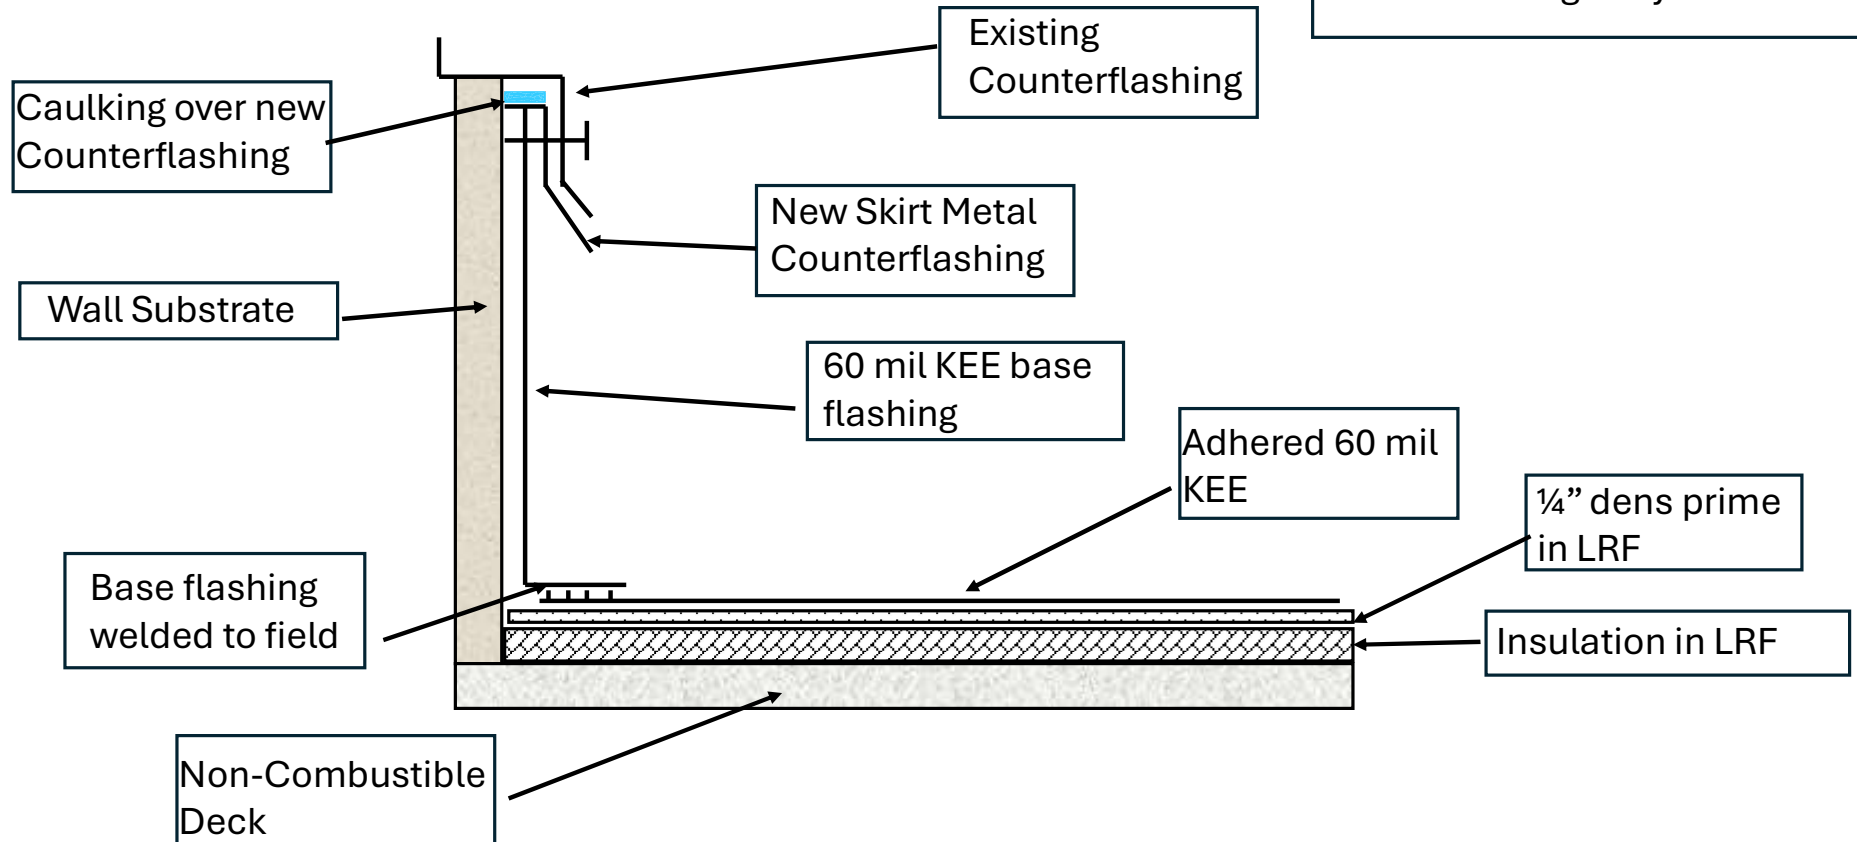 Existing
Counterflashing
Caulking over new
Counterflashing
New Skirt Metal
Counterflashing
Wall Substrate
60 mil KEE base
flashing
Adhered 60 mil
KEE
¼” dens prime
in LRF
Base flashing
welded to field
Insulation in LRF
Non-Combustible
Deck